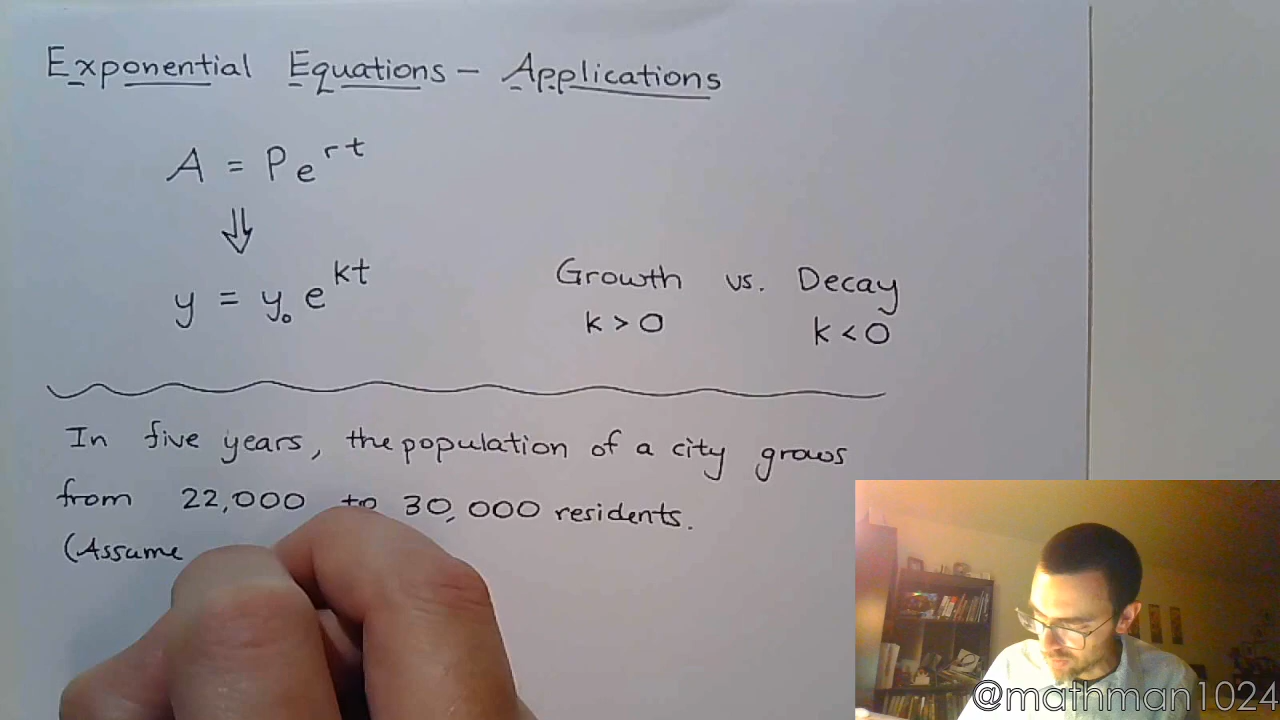 Exponential Equations - Applications
A = Pe^rt
⇓
y = y₀ e^kt
Growth vs. Decay
k > 0 k < 0
In five years, the population of a city grows
from 22,000 to 30,000 residents.
(Assume
@mathman1024